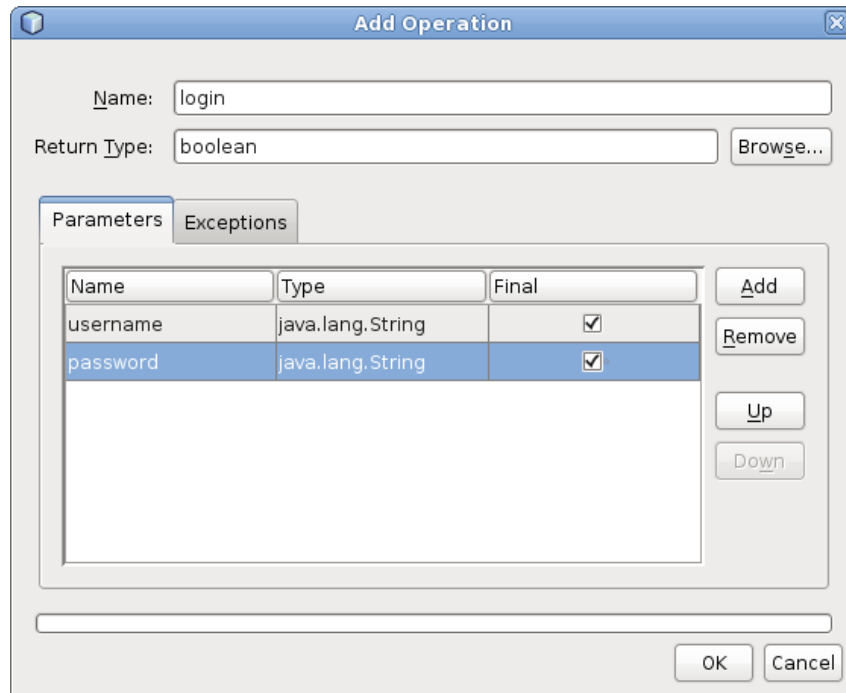 Add Operation
Name: login
Return Type: boolean Browse...
Parameters Exceptions
Name Type Final Add
username java.lang.String Remove
password java.lang.String
Up
Down
OK Cancel